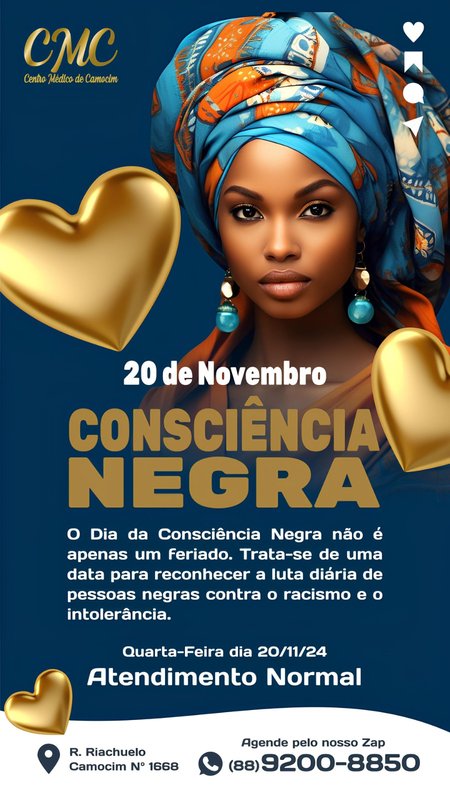 CMC
Centro Médico de Camocim
20 de Novembro
CONSCIÊNCIA
NEGRA
O Dia da Consciência Negra não é
apenas um feriado. Trata-se de uma
data para reconhecer a luta diária de
pessoas negras contra o racismo e o
intolerância.
Quarta-Feira dia 20/11/24
Atendimento Normal
R. Riachuelo
Camocim Nº 1668
Agende pelo nosso Zap
(88)9200-8850